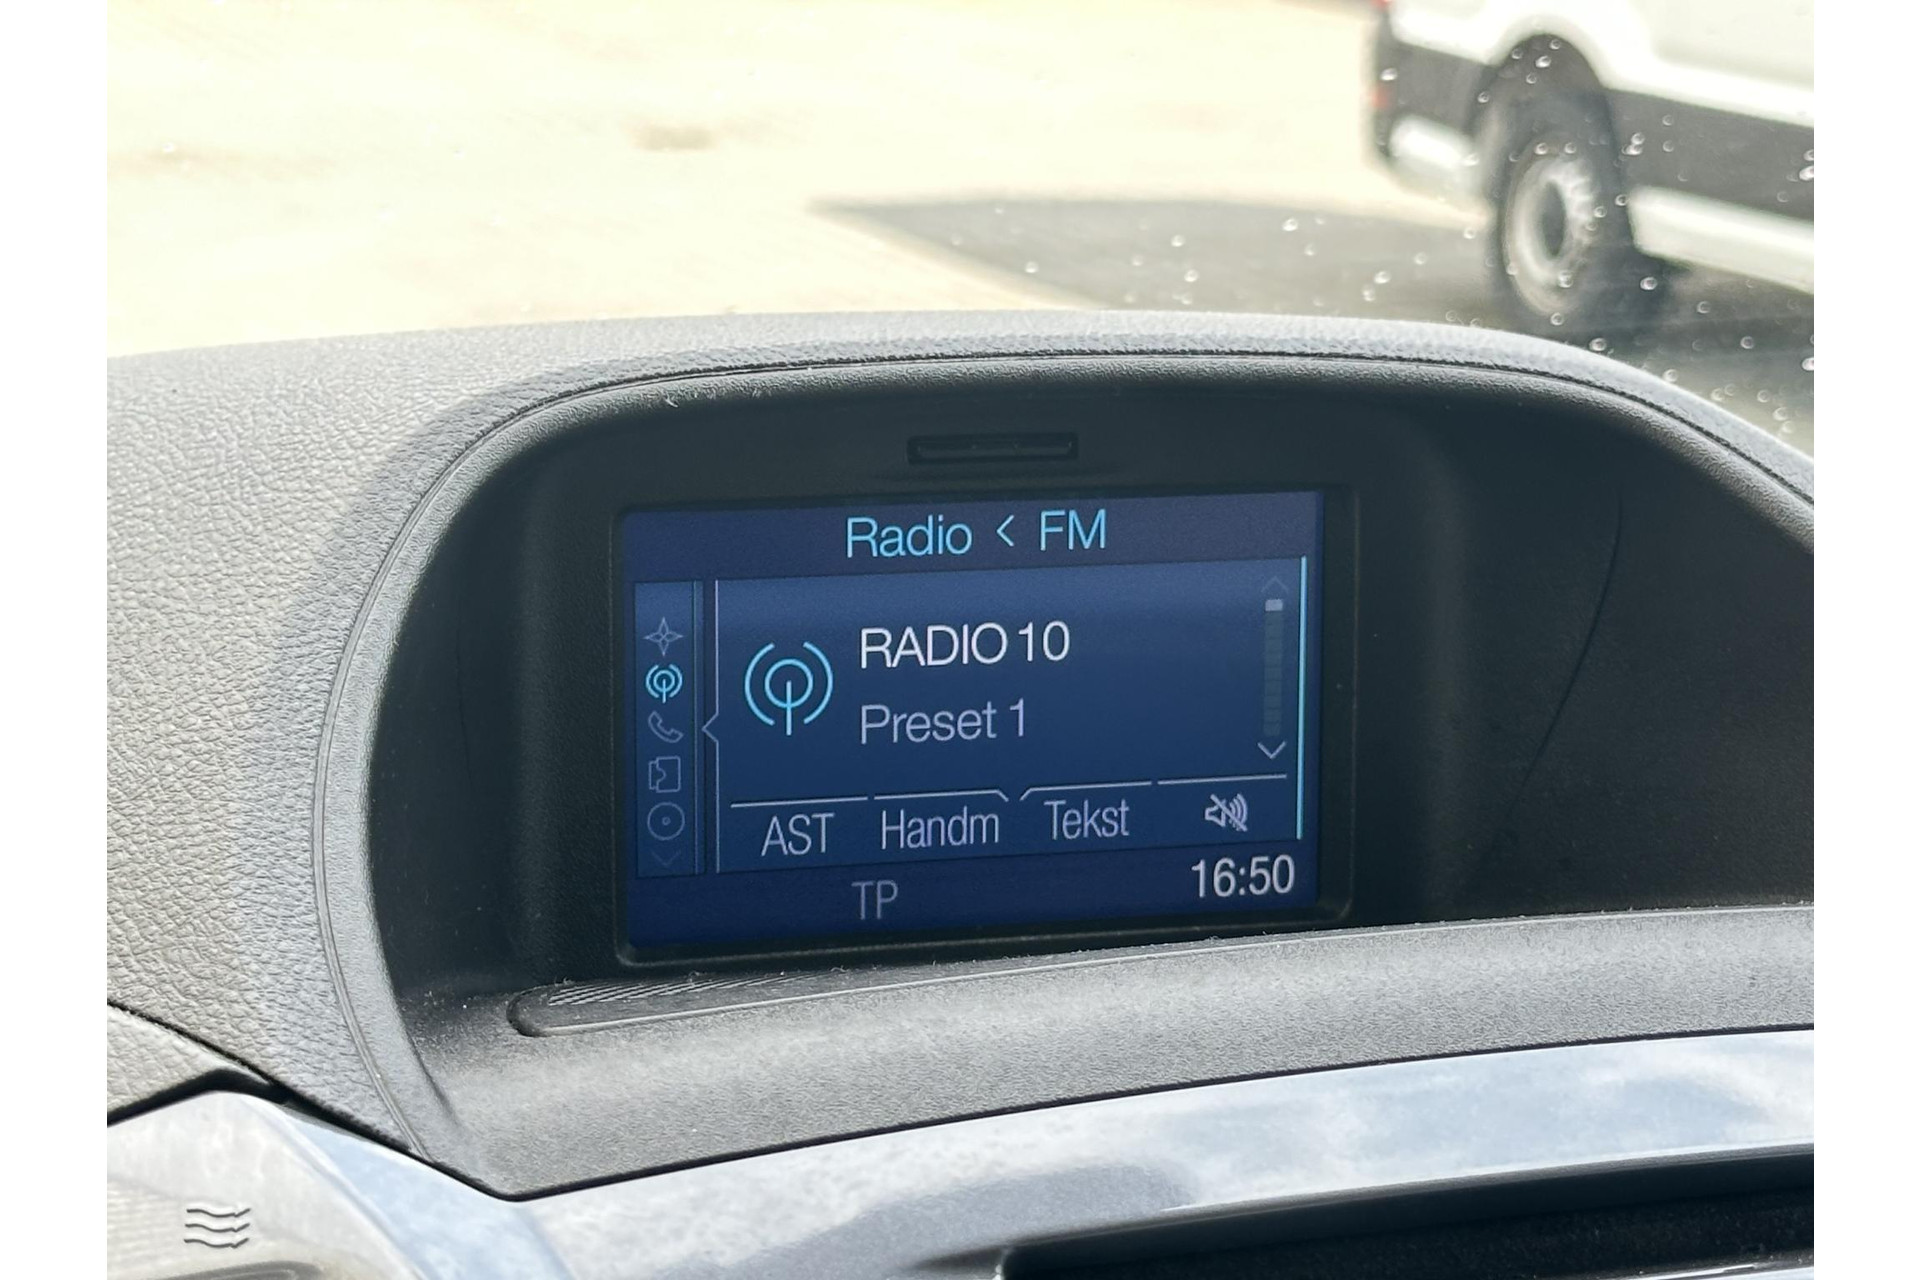 Radio < FM
RADIO 10
Preset 1
AST Handm Tekst
TP 16:50